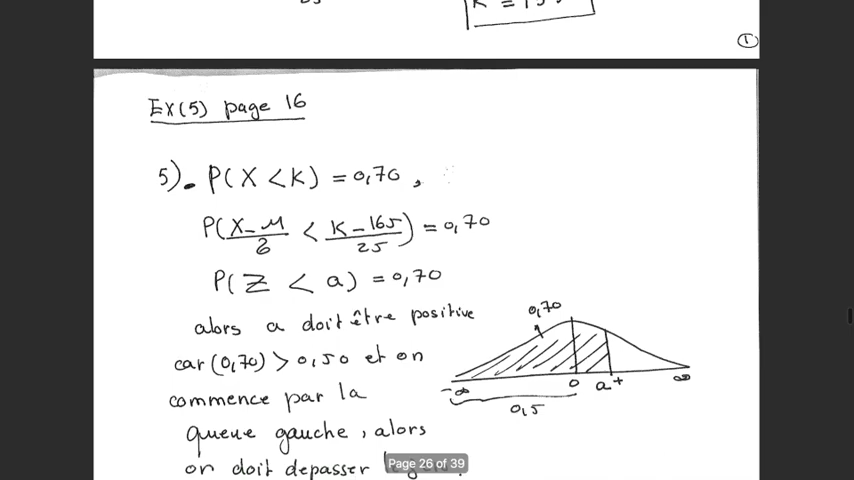 ①
Ex(5) page 16
5). P(X < K) = 0,70 ,
P(X - M / 6 < K - 165 / 25) = 0,70
P( Z < a) = 0,70
alors a doit être positive
car (0,70) > 0,50 et on
commence par la
queue gauche, alors
on doit depasser
0,70
-∞ 0 a+ ∞
0,5
Page 26 of 39